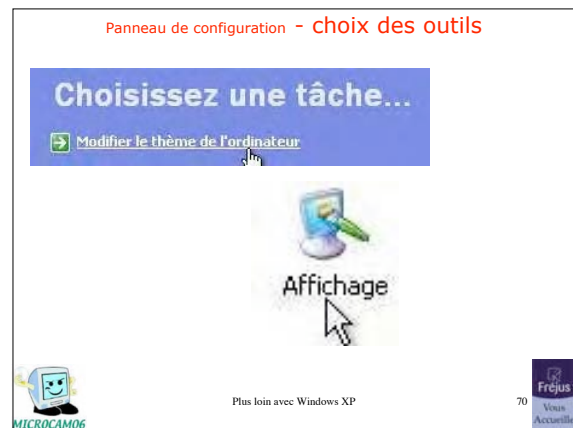 Panneau de configuration - choix des outils
Choisissez une tâche...
Modifier le thème de l'ordinateur
Affichage
MICROCAM06
Plus loin avec Windows XP
70
Fréjus
Vous
Accueille